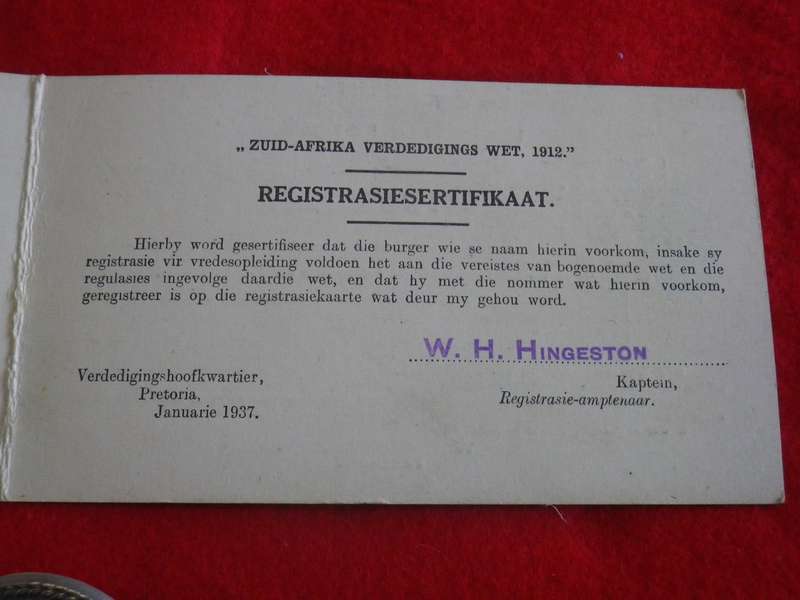 „ ZUID-AFRIKA VERDEDIGINGS WET, 1912.”
REGISTRASIESERTIFIKAAT.
Hierby word gesertifiseer dat die burger wie se naam hierin voorkom, insake sy
registrasie vir vredesopleiding voldoen het aan die vereistes van bogenoemde wet en die
regulasies ingevolge daardie wet, en dat hy met die nommer wat hierin voorkom,
geregistreer is op die registrasiekaarte wat deur my gehou word.
W. H. HINGESTON
Verdedigingshoofkwartier,
Pretoria,
Januarie 1937.
Kaptein,
Registrasie-amptenaar.